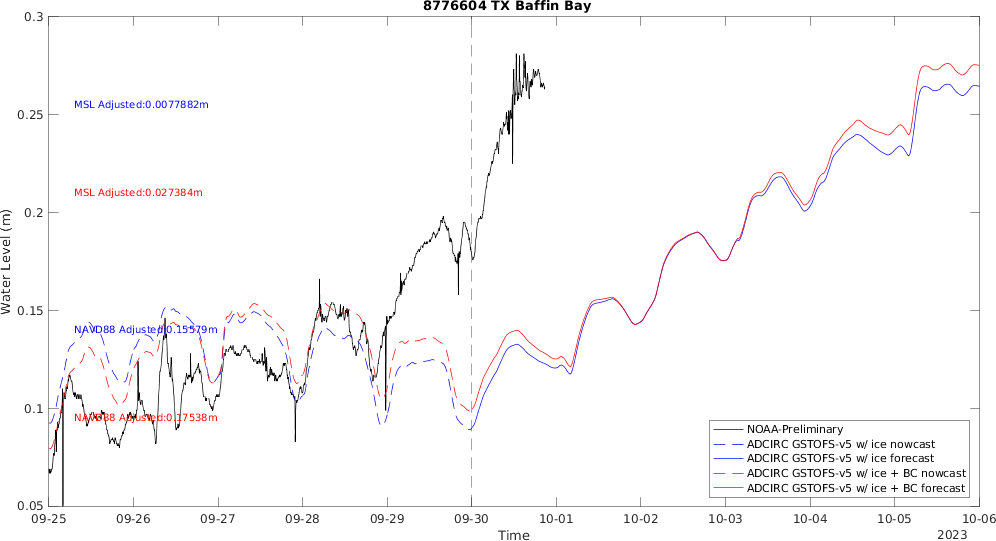 8776604 TX Baffin Bay
0.3
0.25
0.2
0.15
0.1
0.05
Water Level (m)
MSL Adjusted:0.0077882m
MSL Adjusted:0.027384m
NAVD88 Adjusted:0.15579m
NAVD88 Adjusted:0.17538m
NOAA-Preliminary
ADCIRC GSTOFS-v5 w/ ice nowcast
ADCIRC GSTOFS-v5 w/ ice forecast
ADCIRC GSTOFS-v5 w/ ice + BC nowcast
ADCIRC GSTOFS-v5 w/ ice + BC forecast
09-25 09-26 09-27 09-28 09-29 09-30 10-01 10-02 10-03 10-04 10-05 10-06
Time
2023